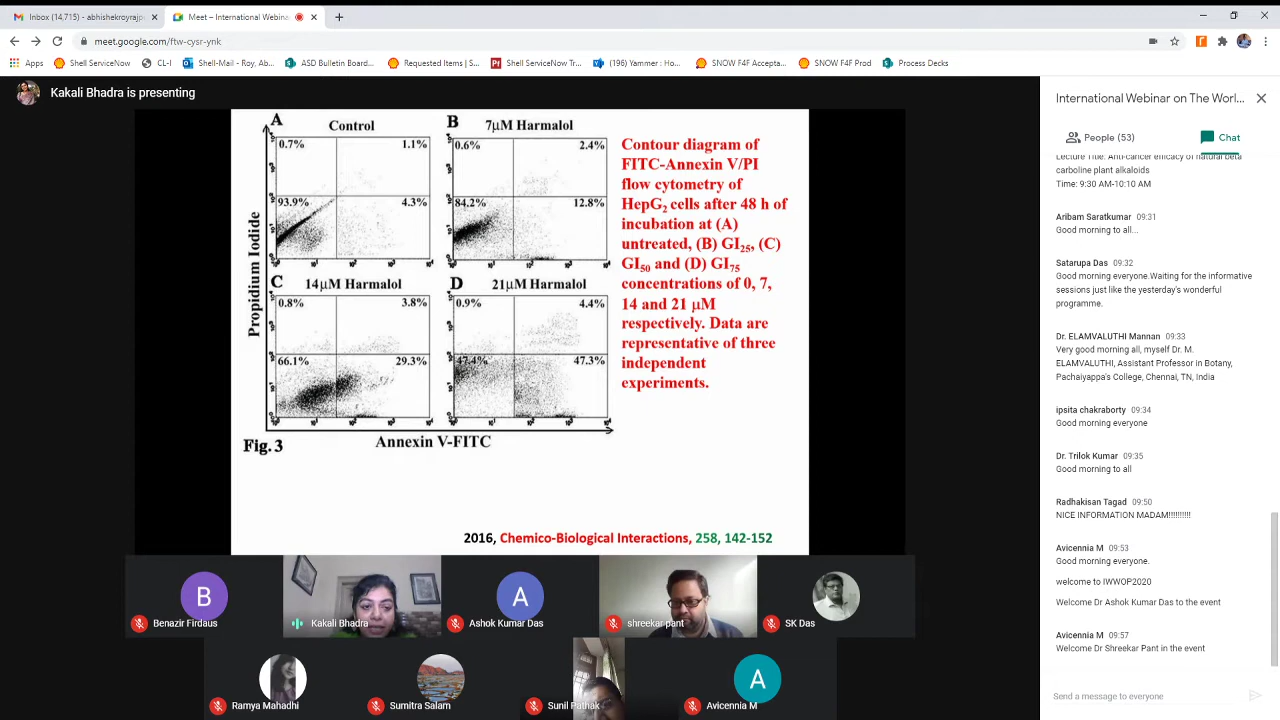 Inbox (14,715) - abhishekroyrajp
Meet – International Webinar
meet.google.com/ftw-cysr-ynk
Apps
Shell ServiceNow
CL-I
Shell-Mail - Roy, Ab...
ASD Bulletin Board...
Requested Items | S...
Shell ServiceNow Tr...
(196) Yammer : Ho...
SNOW F4F Accepta...
SNOW F4F Prod
Process Decks
Kakali Bhadra is presenting
A
Control
0.7%
1.1%
93.9%
4.3%
B
7µM Harmalol
0.6%
2.4%
84.2%
12.8%
C
14µM Harmalol
0.8%
3.8%
66.1%
29.3%
D
21µM Harmalol
0.9%
4.4%
47.4%
47.3%
Propidium Iodide
Annexin V-FITC
Fig. 3
Contour diagram of
FITC-Annexin V/PI
flow cytometry of
HepG2 cells after 48 h of
incubation at (A)
untreated, (B) GI25, (C)
GI50 and (D) GI75
concentrations of 0, 7,
14 and 21 µM
respectively. Data are
representative of three
independent
experiments.
2016, Chemico-Biological Interactions, 258, 142-152
B
Benazir Firdaus
Kakali Bhadra
A
Ashok Kumar Das
shreekar pant
SK Das
Ramya Mahadhi
Sumitra Salam
Sunil Pathak
A
Avicennia M
International Webinar on The Worl...
People (53)
Chat
Lecture Title: Anti-cancer efficacy of natural beta
carboline plant alkaloids
Time: 9:30 AM-10:10 AM
Aribam Saratkumar 09:31
Good morning to all...
Satarupa Das 09:32
Good morning everyone.Waiting for the informative
sessions just like the yesterday's wonderful
programme.
Dr. ELAMVALUTHI Mannan 09:33
Very good morning all, myself Dr. M.
ELAMVALUTHI, Assistant Professor in Botany,
Pachaiyappa's College, Chennai, TN, India
ipsita chakraborty 09:34
Good morning everyone
Dr. Trilok Kumar 09:35
Good morning to all
Radhakisan Tagad 09:50
NICE INFORMATION MADAM!!!!!!!!!!
Avicennia M 09:53
Good morning everyone.
welcome to IWWOP2020
Welcome Dr Ashok Kumar Das to the event
Avicennia M 09:57
Welcome Dr Shreekar Pant in the event
Send a message to everyone